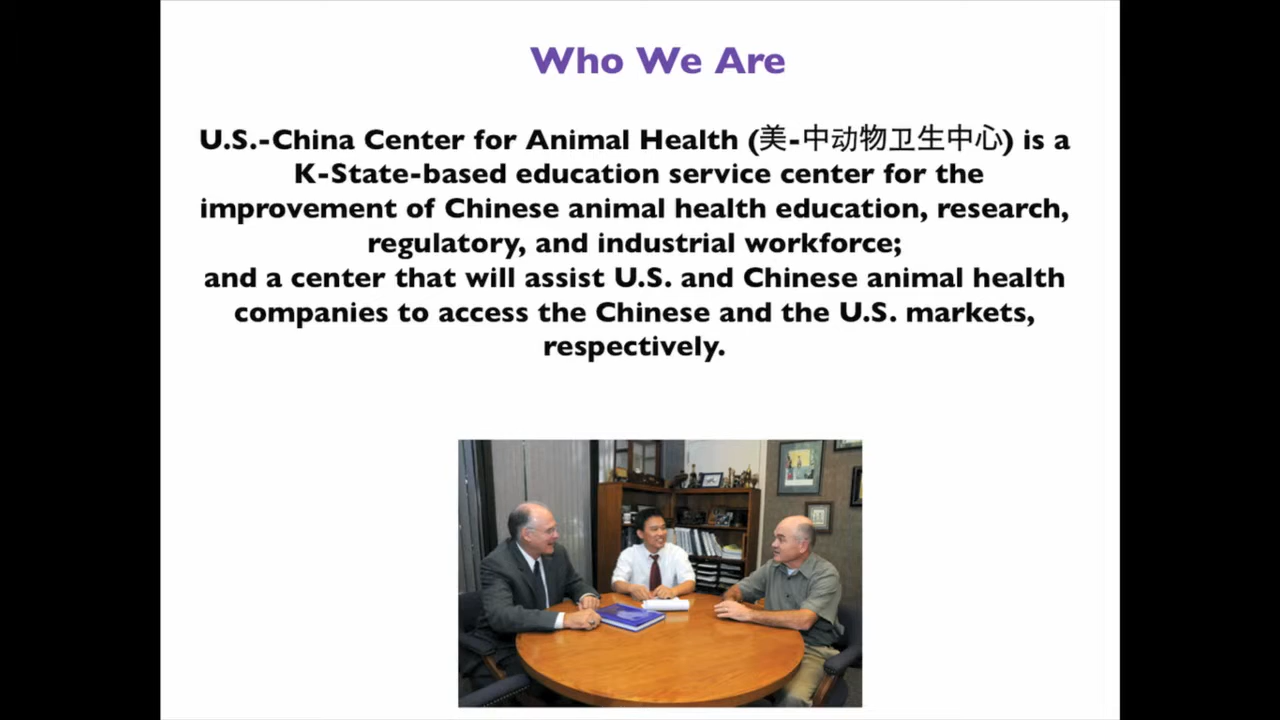 Who We Are
U.S.-China Center for Animal Health (美-中动物卫生中心) is a
K-State-based education service center for the
improvement of Chinese animal health education, research,
regulatory, and industrial workforce;
and a center that will assist U.S. and Chinese animal health
companies to access the Chinese and the U.S. markets,
respectively.